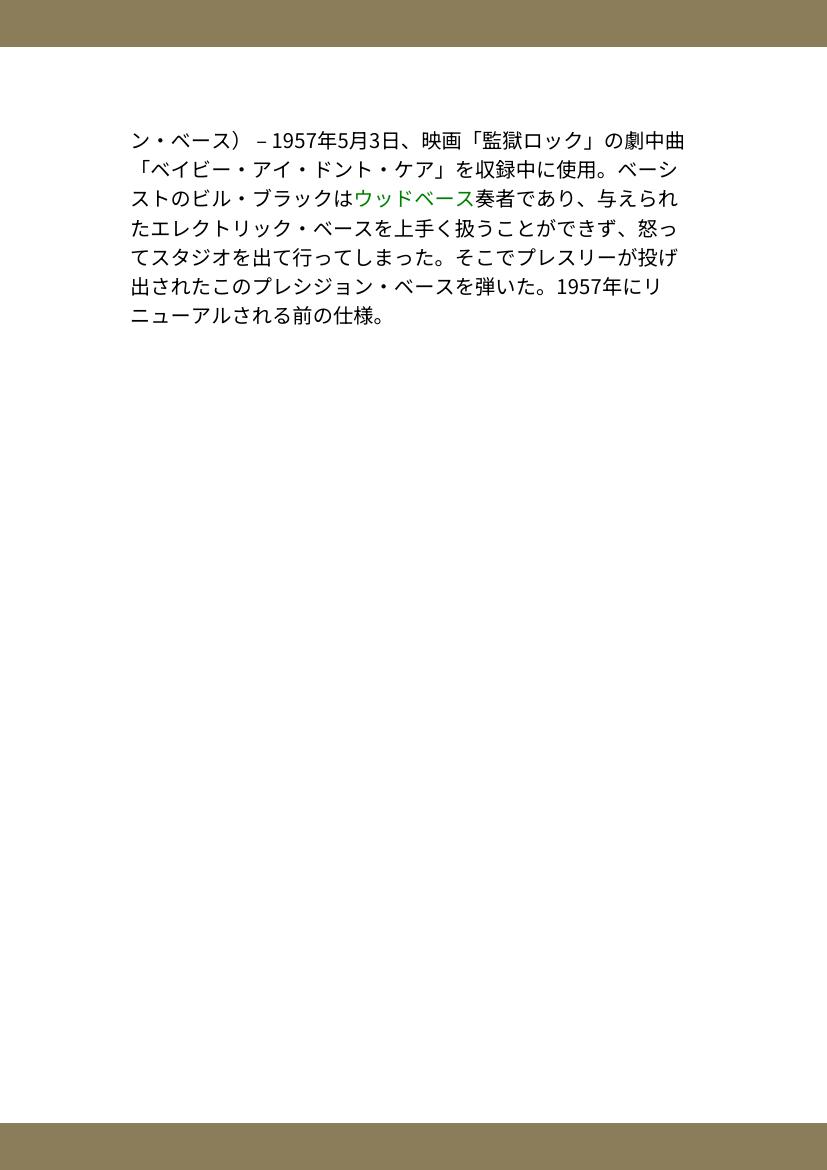 ン・ベース） – 1957年5月3日、映画「監獄ロック」の劇中曲
「ベイビー・アイ・ドント・ケア」を収録中に使用。ベーシ
ストのビル・ブラックはウッドベース奏者であり、与えられ
たエレクトリック・ベースを上手く扱うことができず、怒っ
てスタジオを出て行ってしまった。そこでプレスリーが投げ
出されたこのプレシジョン・ベースを弾いた。1957年にリ
ニューアルされる前の仕様。